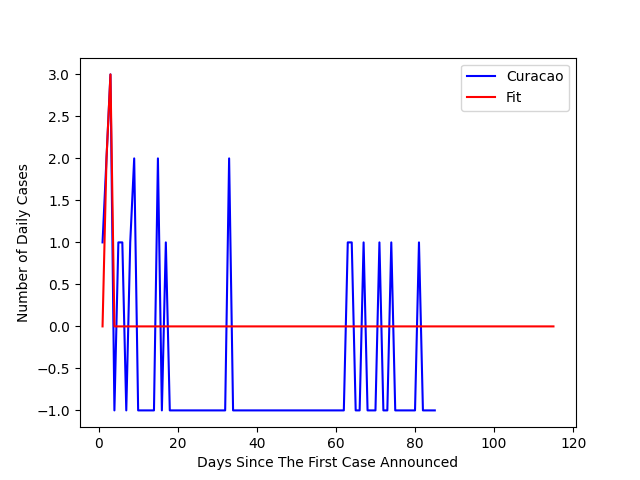 Curacao
Fit
3.0
2.5
2.0
1.5
1.0
0.5
0.0
−0.5
−1.0
Number of Daily Cases
0 20 40 60 80 100 120
Days Since The First Case Announced